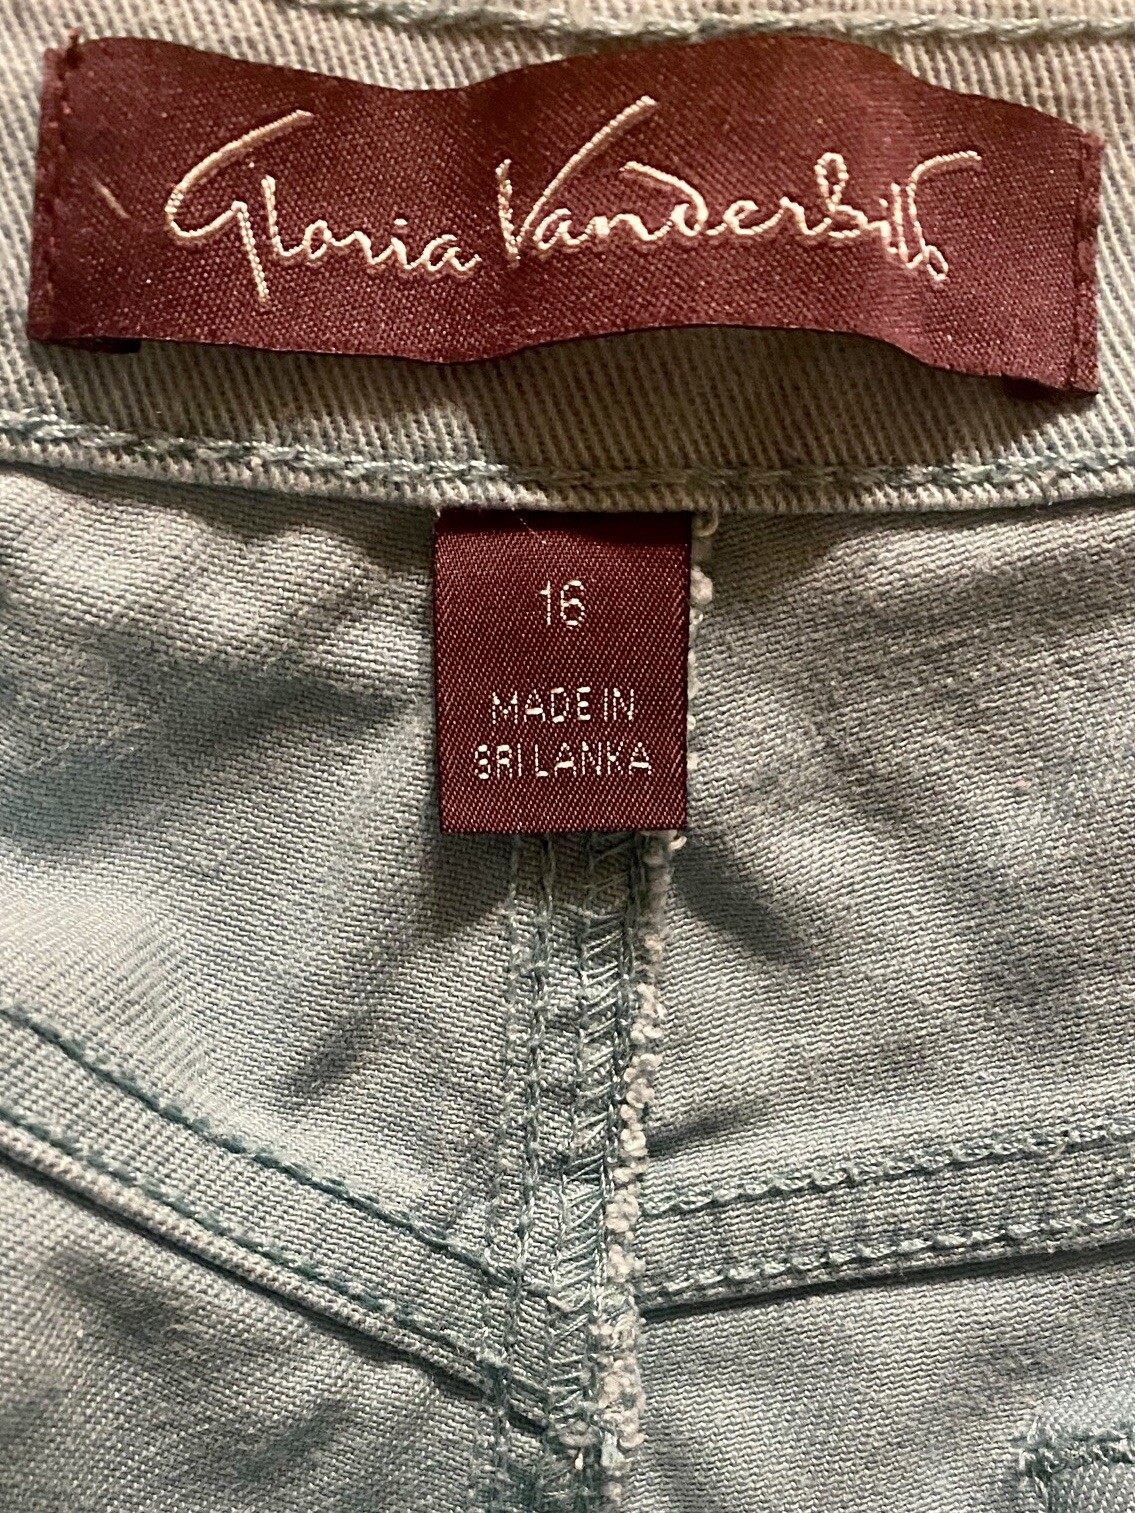 Gloria Vanderbilt
16
MADE IN
SRI LANKA